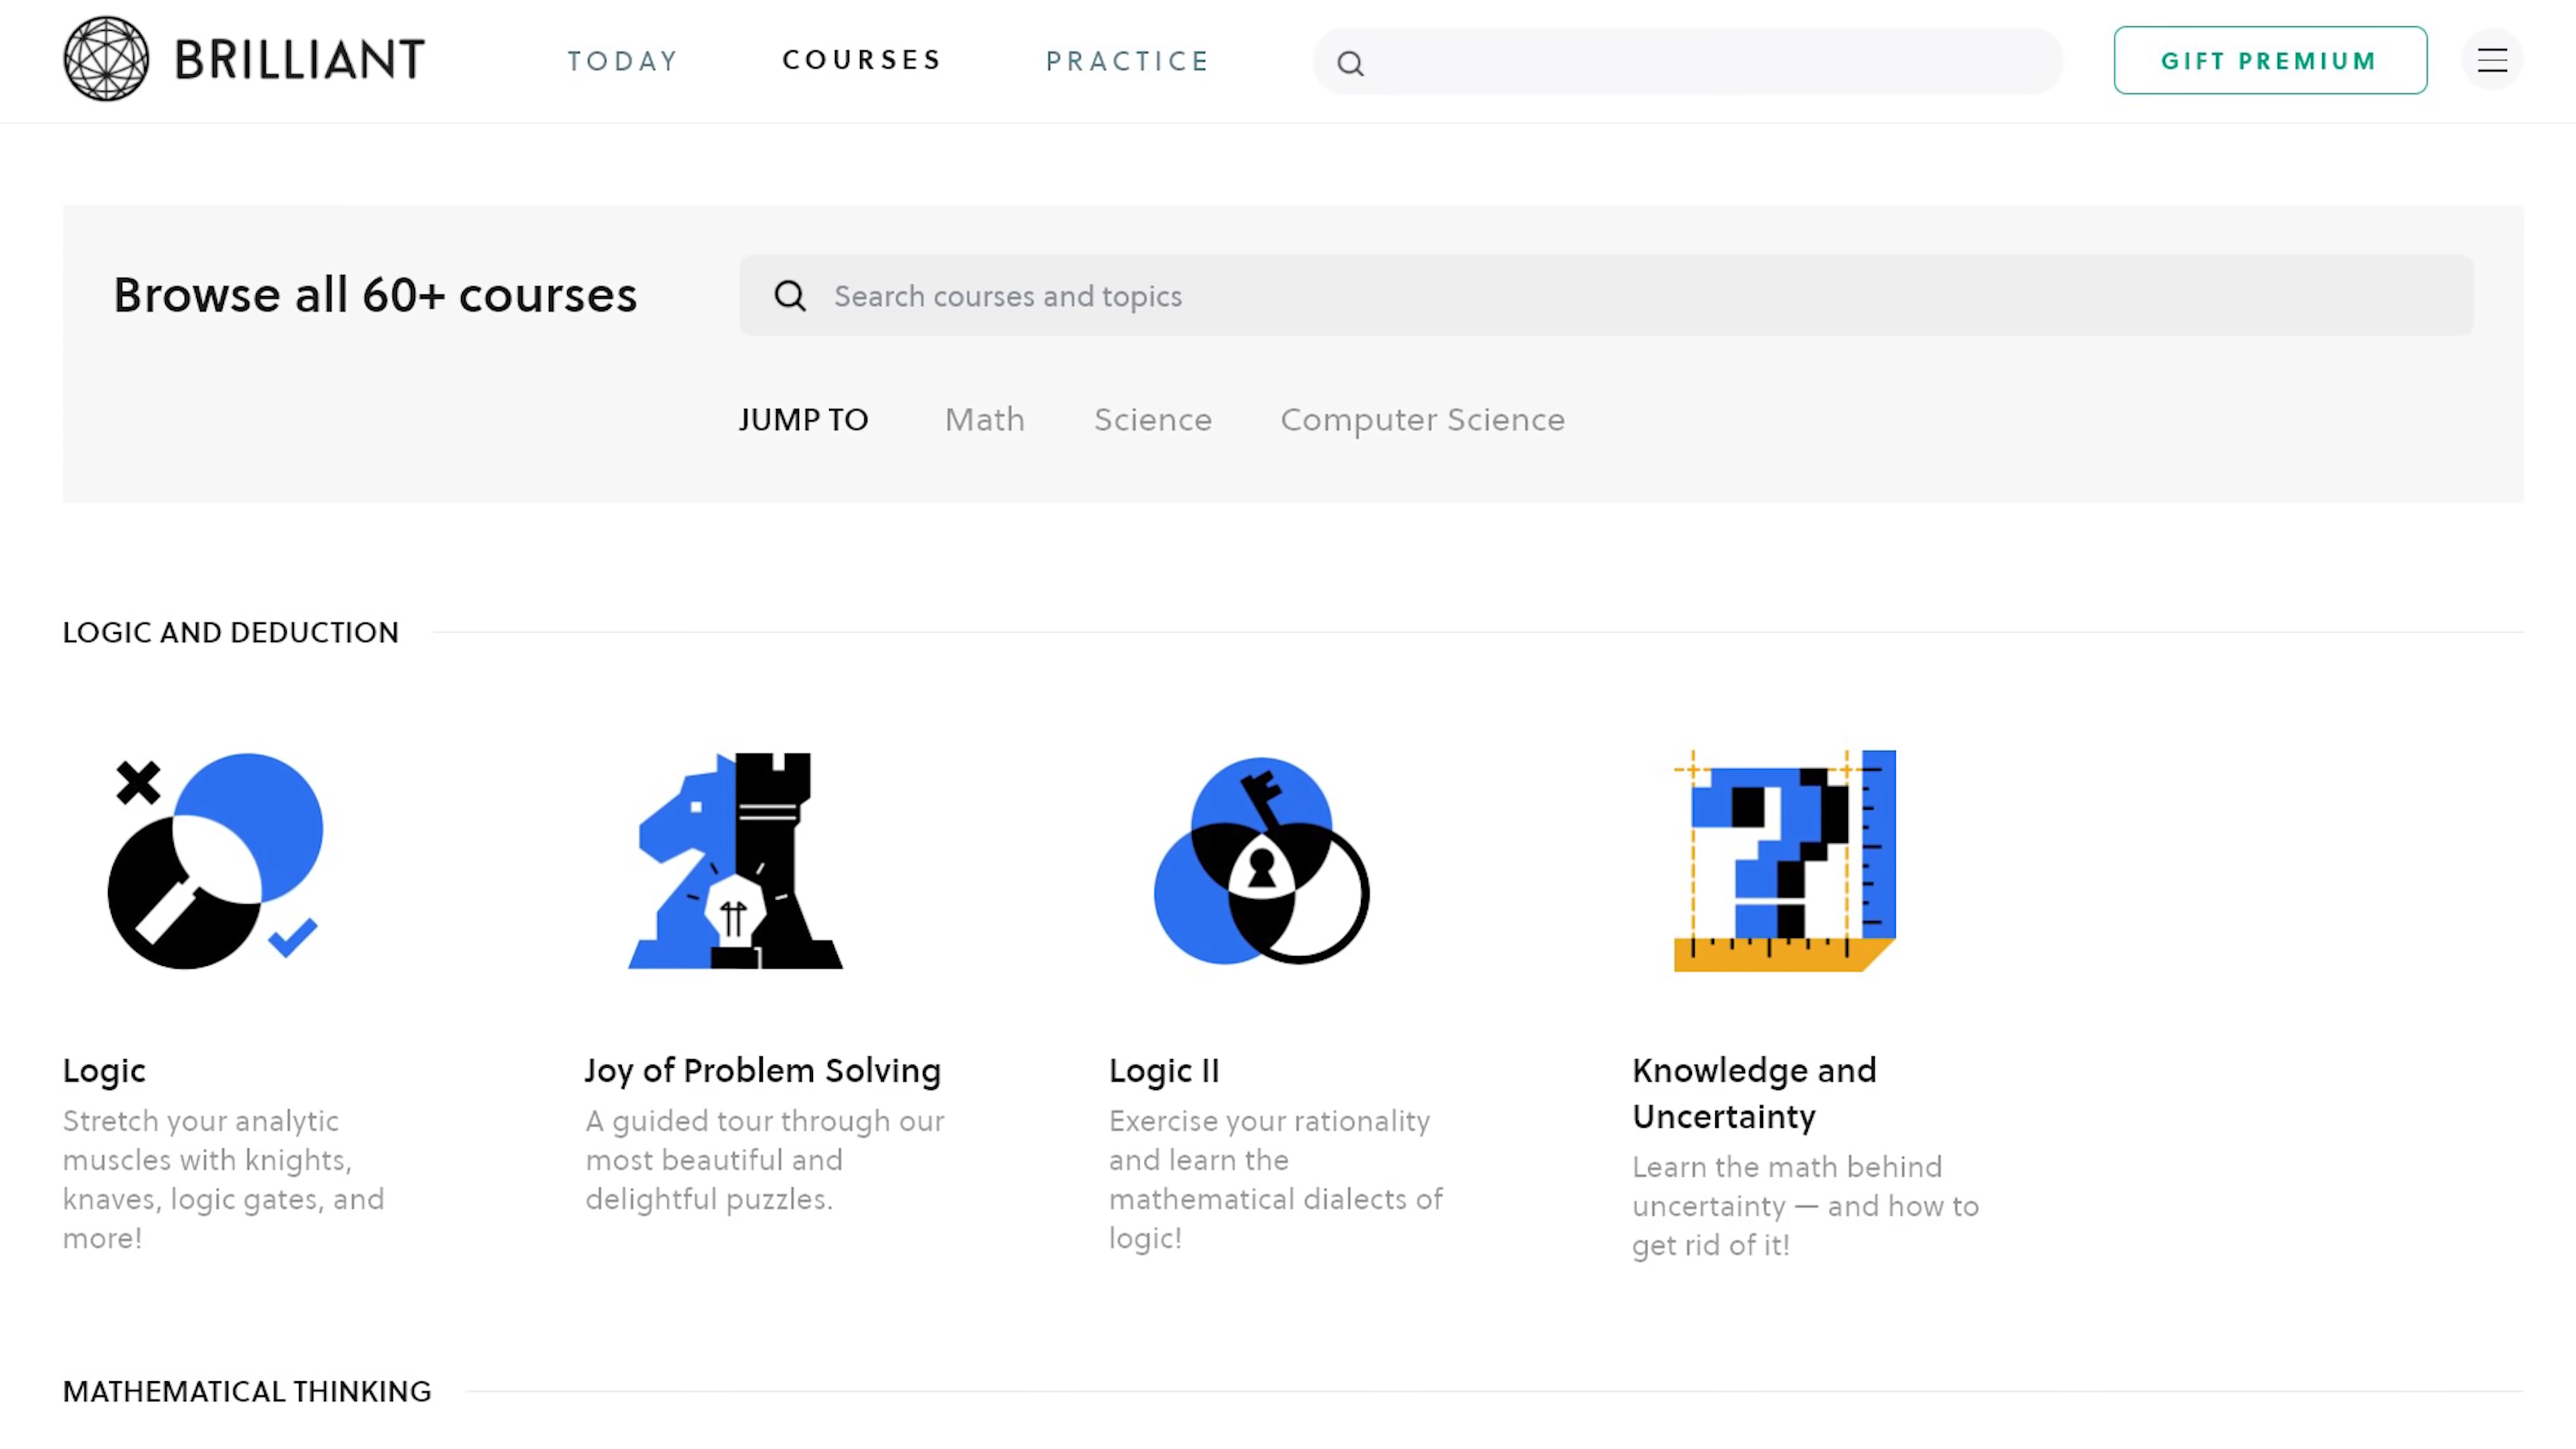 BRILLIANT
TODAY
COURSES
PRACTICE
GIFT PREMIUM
Browse all 60+ courses
Search courses and topics
JUMP TO
Math
Science
Computer Science
LOGIC AND DEDUCTION
Logic
Stretch your analytic
muscles with knights,
knaves, logic gates, and
more!
Joy of Problem Solving
A guided tour through our
most beautiful and
delightful puzzles.
Logic II
Exercise your rationality
and learn the
mathematical dialects of
logic!
Knowledge and
Uncertainty
Learn the math behind
uncertainty — and how to
get rid of it!
MATHEMATICAL THINKING